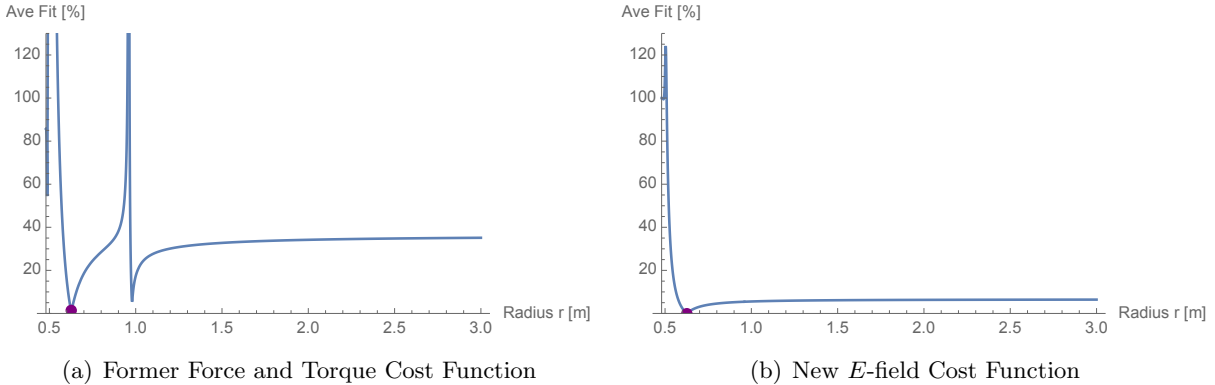 Ave Fit [%]
120
100
80
60
40
20
0.5 1.0 1.5 2.0 2.5 3.0
Radius r [m]
(a) Former Force and Torque Cost Function
Ave Fit [%]
120
100
80
60
40
20
0.5 1.0 1.5 2.0 2.5 3.0
Radius r [m]
(b) New E-field Cost Function